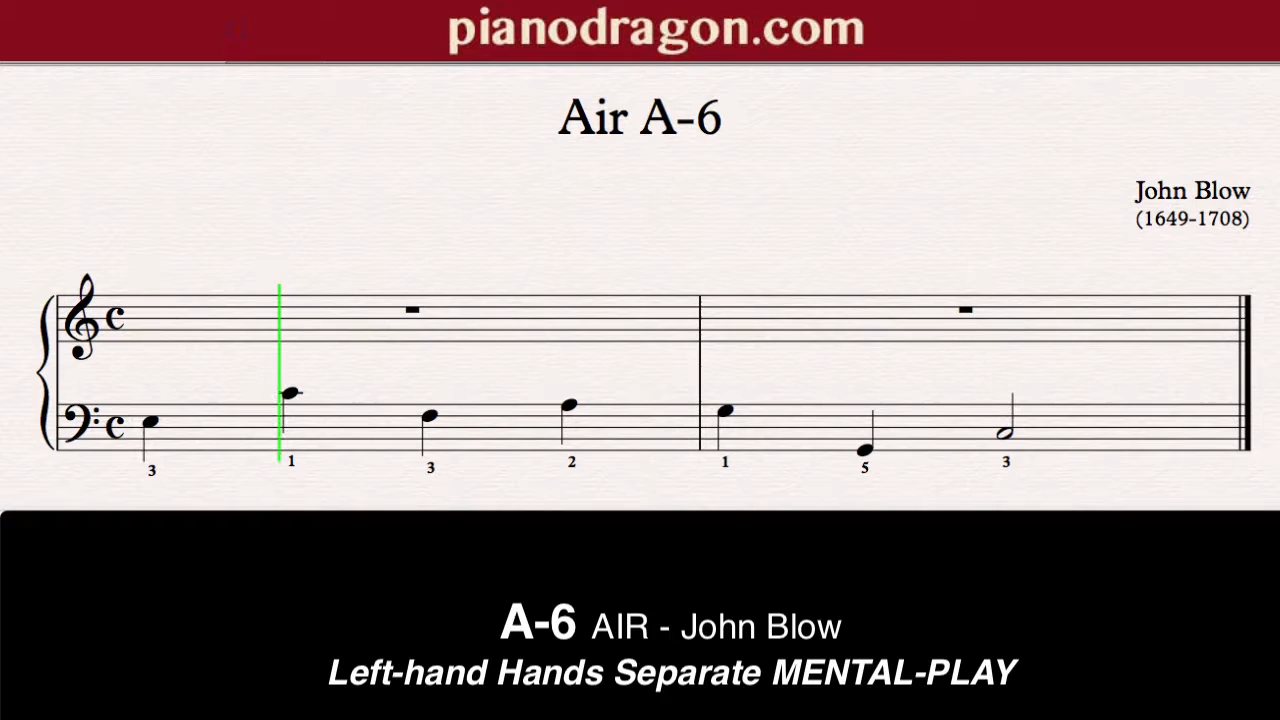 pianodragon.com
Air A-6
John Blow
(1649-1708)
3 1 3 2 1 5 3
A-6 AIR - John Blow
Left-hand Hands Separate MENTAL-PLAY